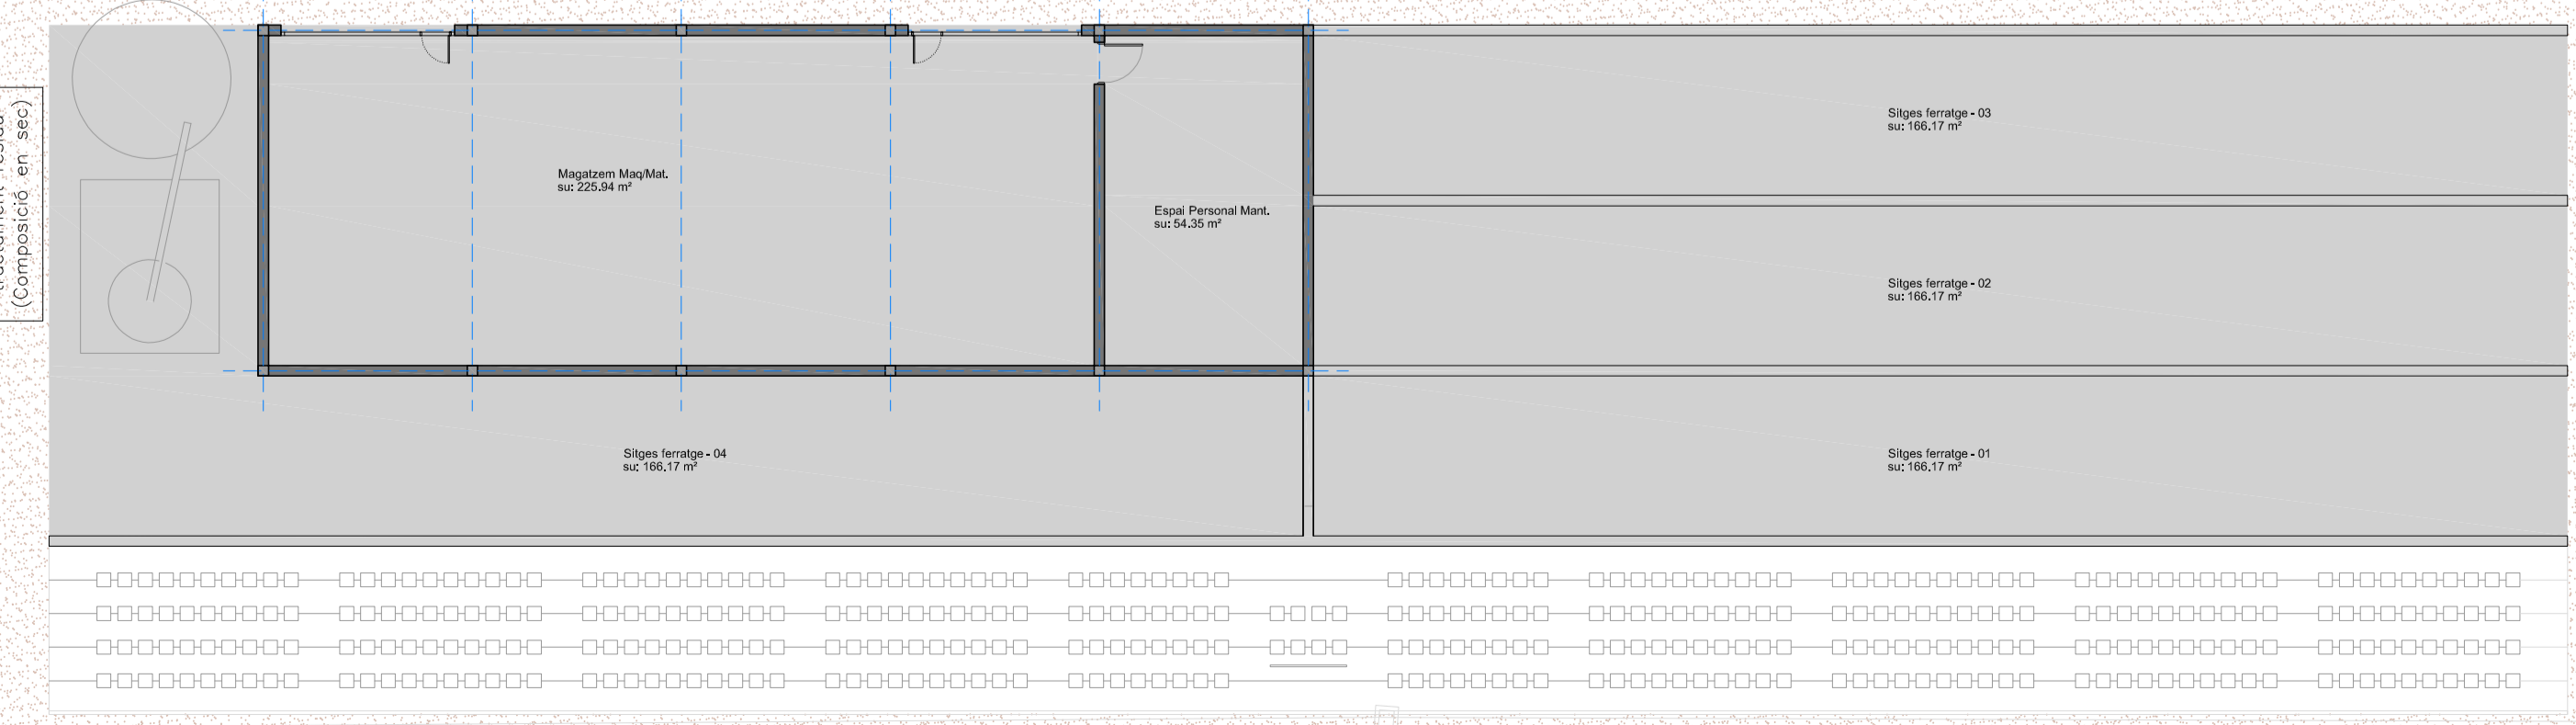 (Composició en sec)
Magatzem Maq/Mat.
su: 225.94 m²
Espai Personal Mant.
su: 54.35 m²
Sitges ferratge - 03
su: 166.17 m²
Sitges ferratge - 02
su: 166.17 m²
Sitges ferratge - 04
su: 166.17 m²
Sitges ferratge - 01
su: 166.17 m²